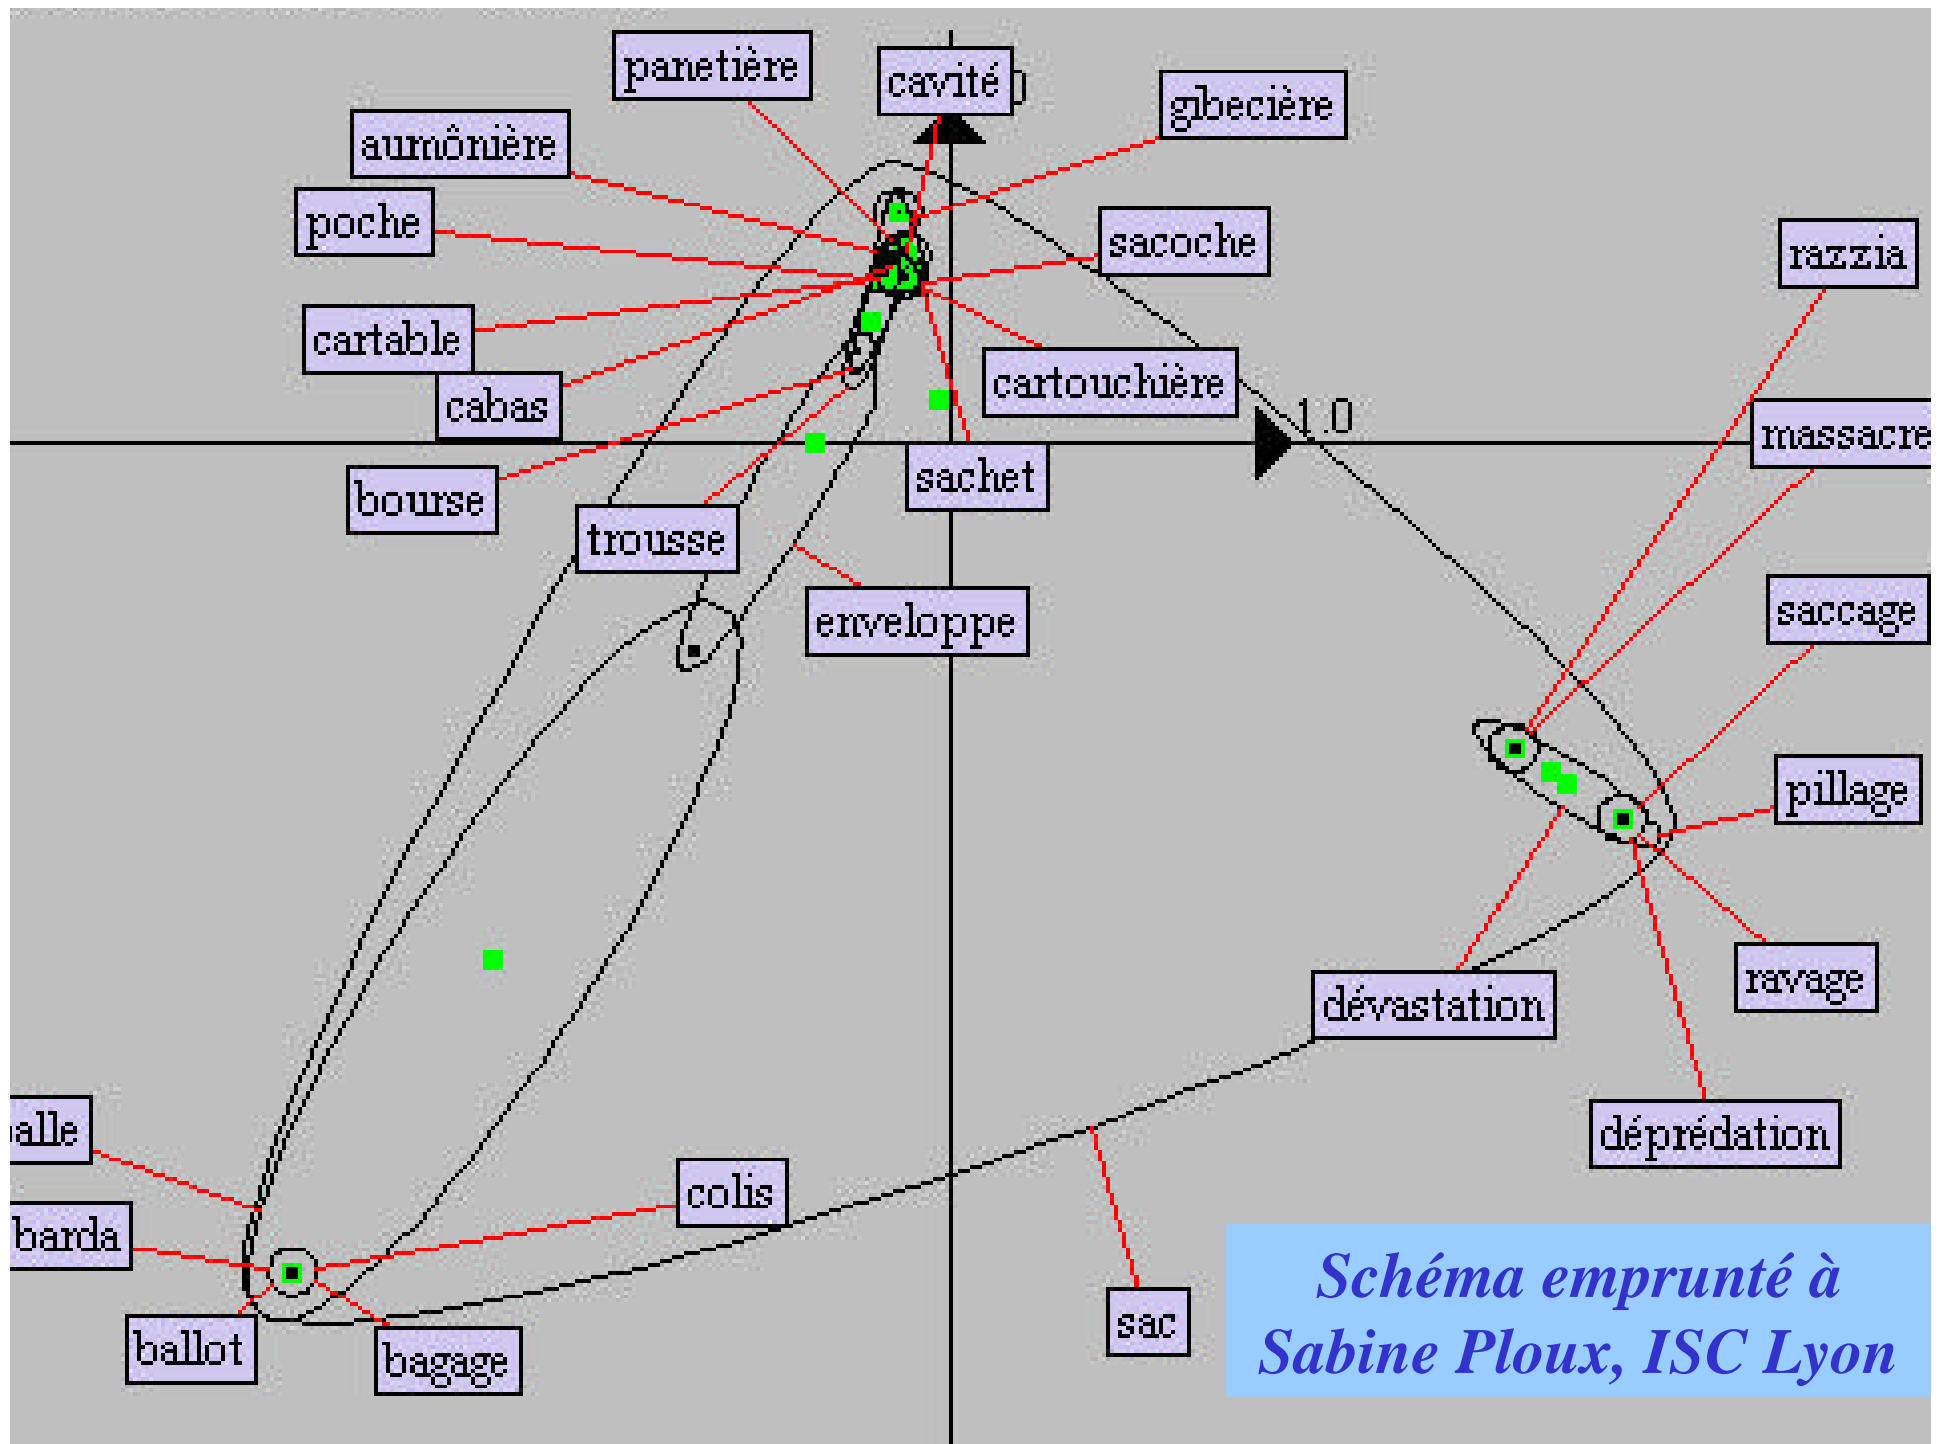 panetière
cavité
gibecière
aumônière
poche
sacoche
razzia
cartable
cartouchière
cabas
1.0
massacre
bourse
sachet
trousse
enveloppe
saccage
pillage
ravage
dévastation
déprédation
alle
barda
colis
ballot
bagage
sac
Schéma emprunté à
Sabine Ploux, ISC Lyon